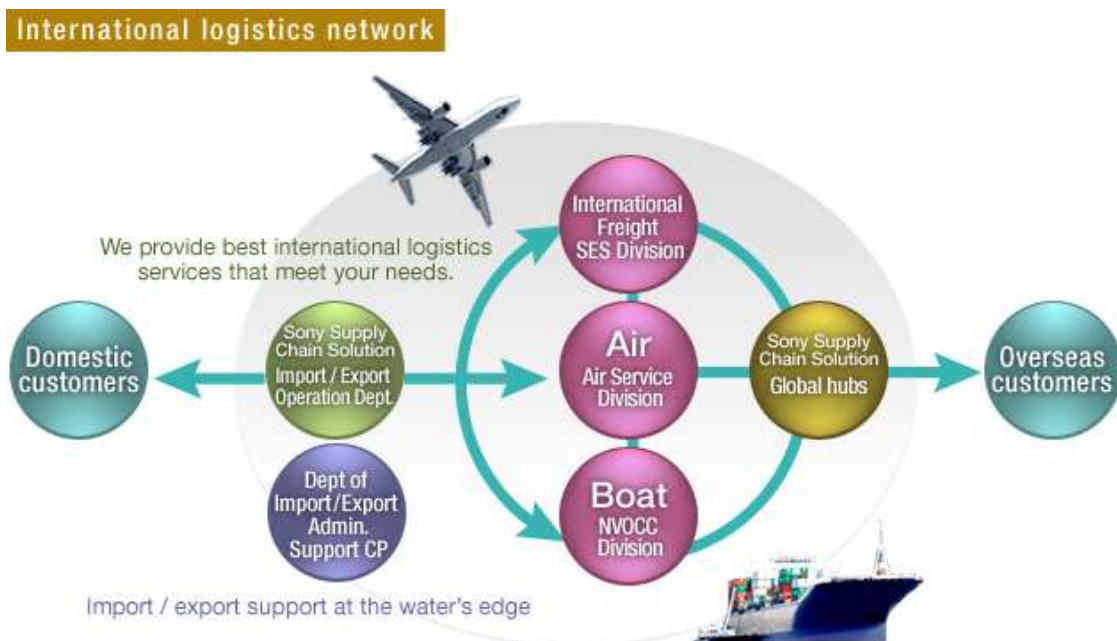 International logistics network
We provide best international logistics
services that meet your needs.
International
Freight
SES Division
Domestic
customers
Sony Supply
Chain Solution
Import / Export
Operation Dept.
Air
Air Service
Division
Sony Supply
Chain Solution
Global hubs
Overseas
customers
Dept of
Import/Export
Admin.
Support CP
Boat
NVOCC
Division
Import / export support at the water's edge